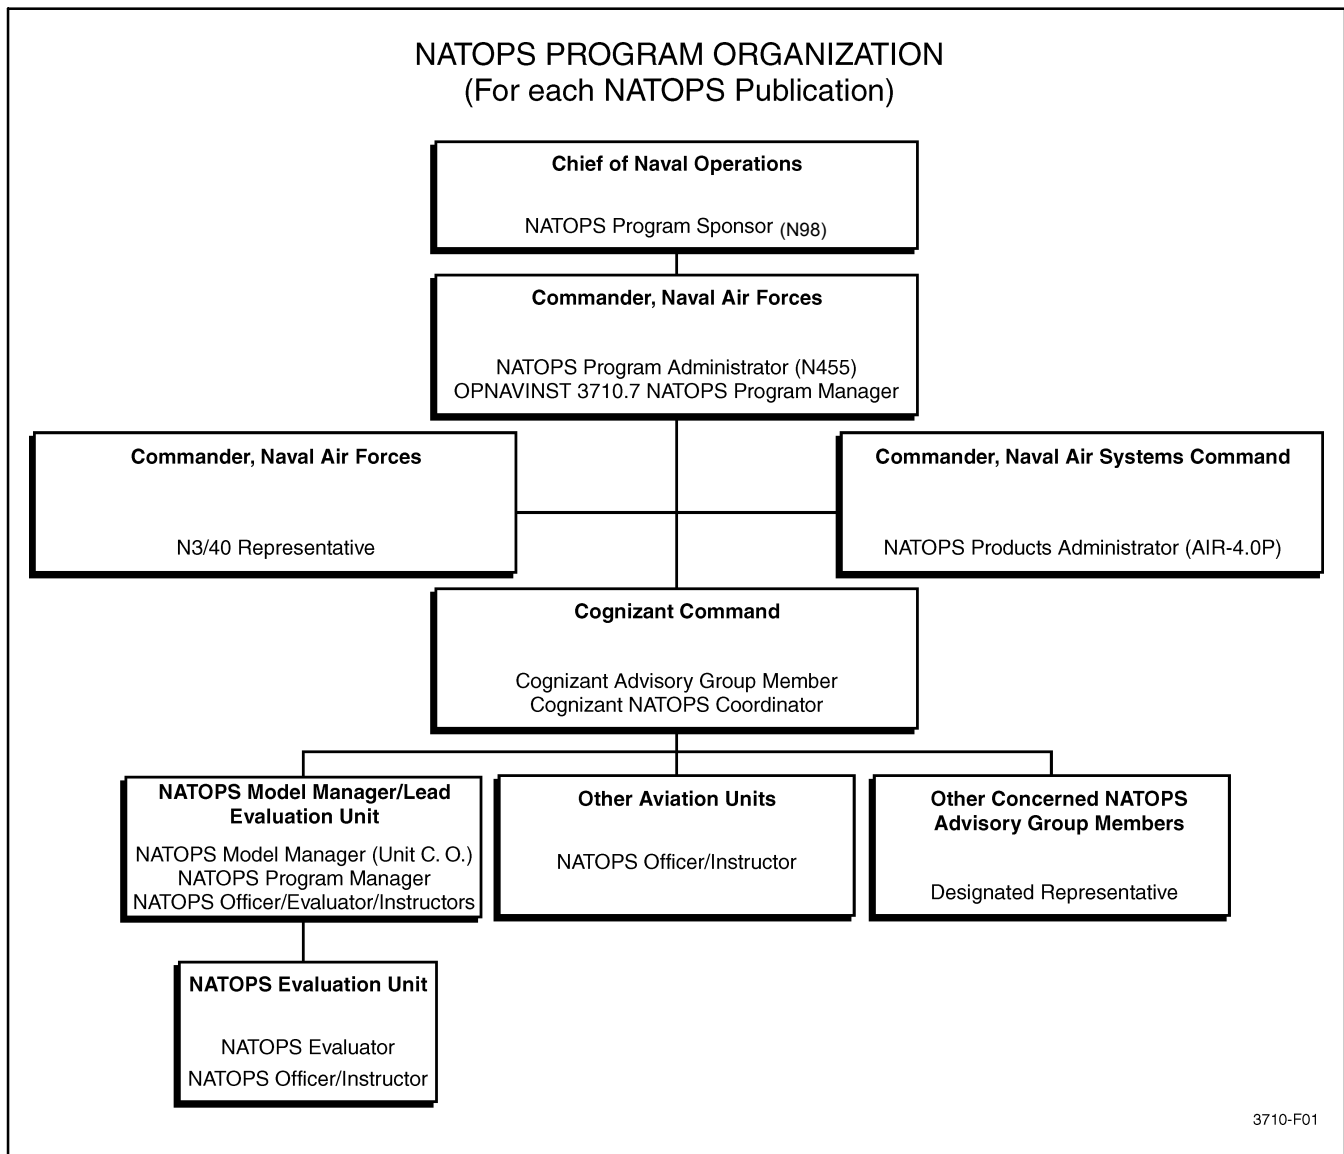 NATOPS PROGRAM ORGANIZATION
(For each NATOPS Publication)
Chief of Naval Operations
NATOPS Program Sponsor (N98)
Commander, Naval Air Forces
NATOPS Program Administrator (N455)
OPNAVINST 3710.7 NATOPS Program Manager
Commander, Naval Air Forces
N3/40 Representative
Commander, Naval Air Systems Command
NATOPS Products Administrator (AIR-4.0P)
Cognizant Command
Cognizant Advisory Group Member
Cognizant NATOPS Coordinator
NATOPS Model Manager/Lead
Evaluation Unit
NATOPS Model Manager (Unit C. O.)
NATOPS Program Manager
NATOPS Officer/Evaluator/Instructors
Other Aviation Units
NATOPS Officer/Instructor
Other Concerned NATOPS
Advisory Group Members
Designated Representative
NATOPS Evaluation Unit
NATOPS Evaluator
NATOPS Officer/Instructor
3710-F01